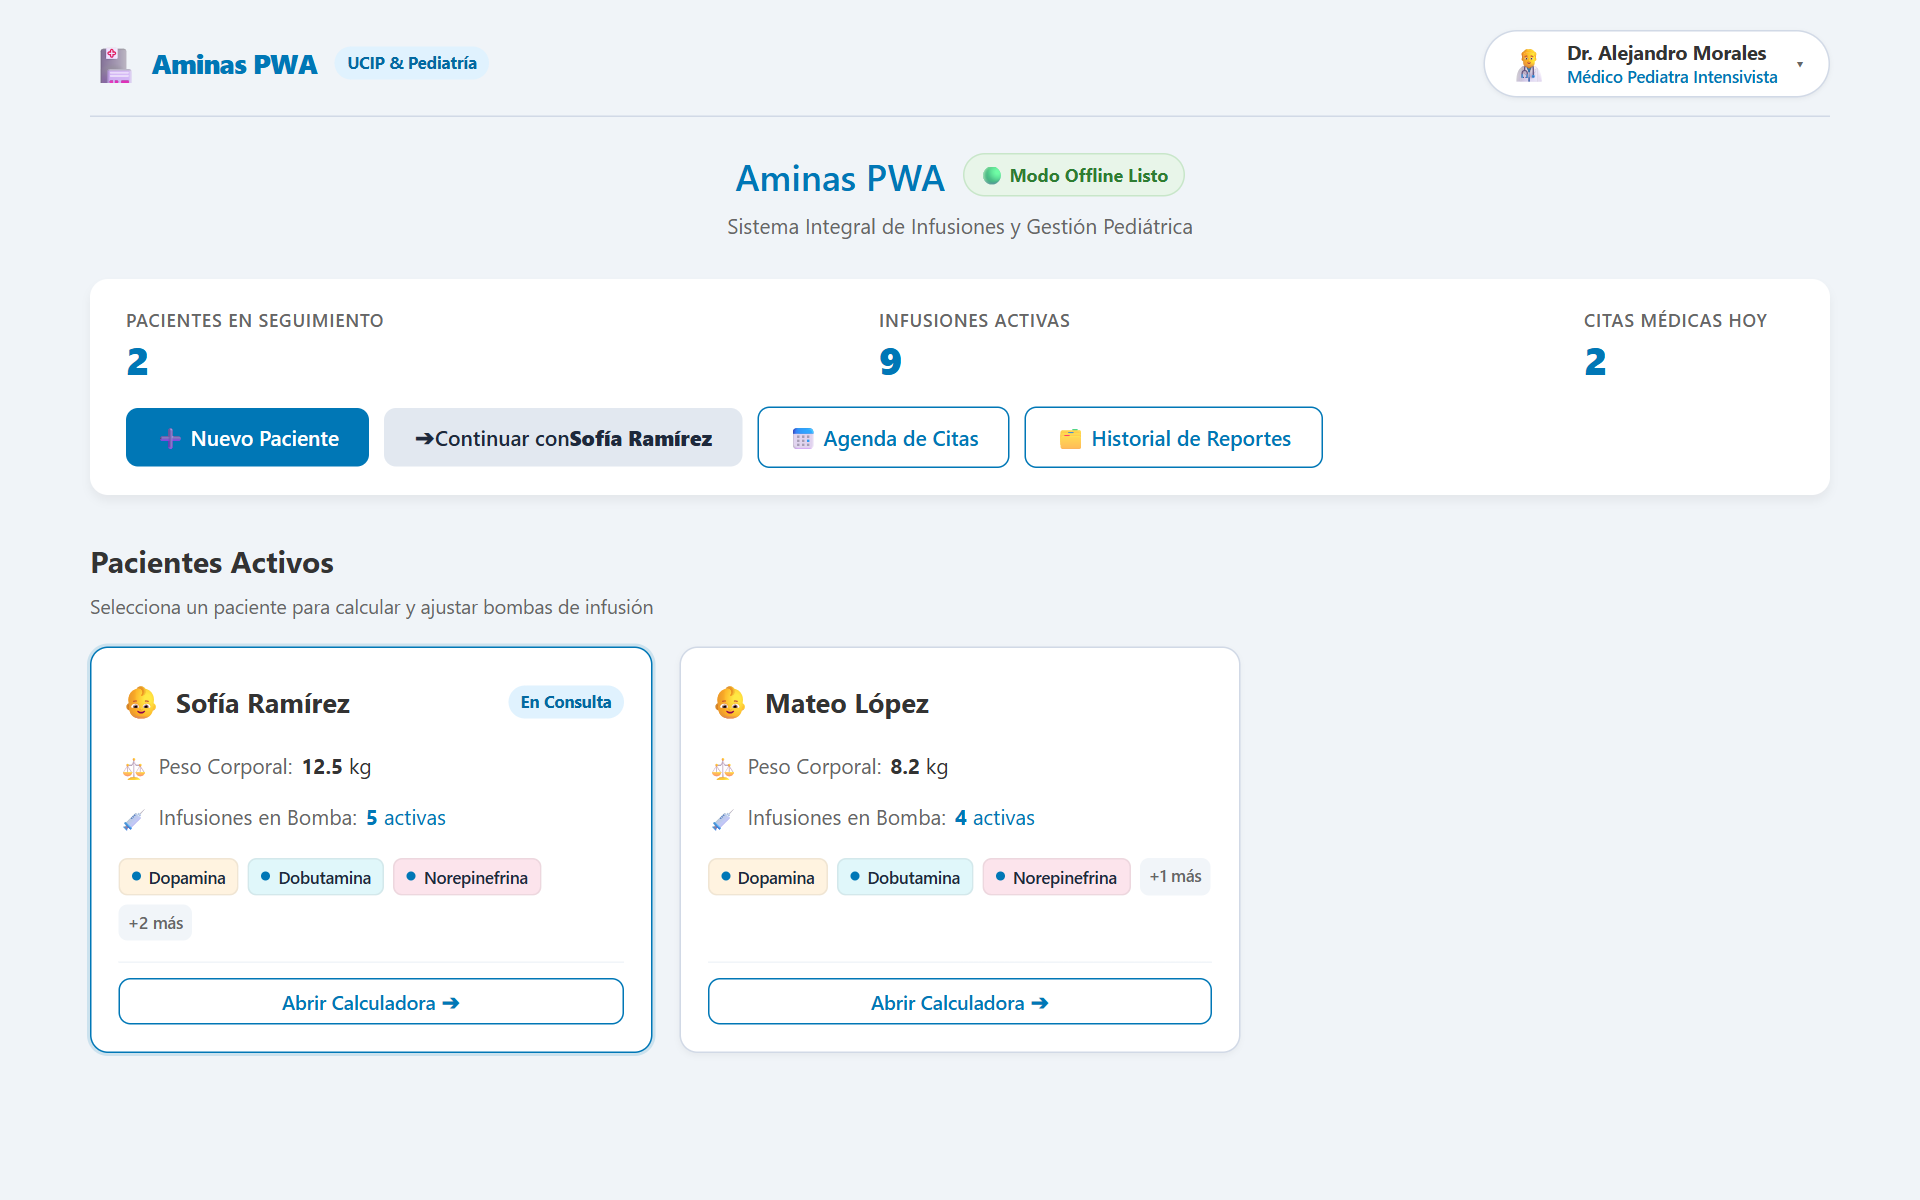 Aminas PWA
UCIP & Pediatría
Dr. Alejandro Morales
Médico Pediatra Intensivista
Aminas PWA
Modo Offline Listo
Sistema Integral de Infusiones y Gestión Pediátrica
PACIENTES EN SEGUIMIENTO
2
INFUSIONES ACTIVAS
9
CITAS MÉDICAS HOY
2
Nuevo Paciente
➔Continuar conSofía Ramírez
Agenda de Citas
Historial de Reportes
Pacientes Activos
Selecciona un paciente para calcular y ajustar bombas de infusión
Sofía Ramírez
En Consulta
Peso Corporal: 12.5 kg
Infusiones en Bomba: 5 activas
Dopamina
Dobutamina
Norepinefrina
+2 más
Abrir Calculadora ➔
Mateo López
Peso Corporal: 8.2 kg
Infusiones en Bomba: 4 activas
Dopamina
Dobutamina
Norepinefrina
+1 más
Abrir Calculadora ➔